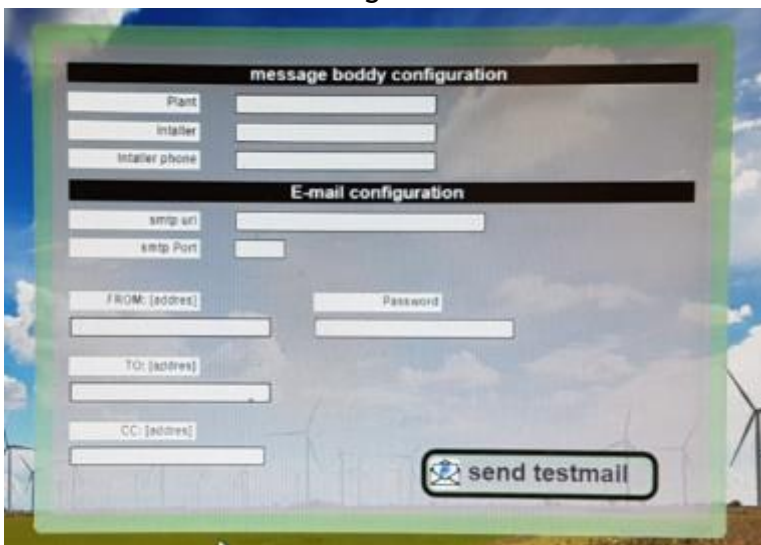 message boddy configuration
Plant
Intaller
Intaller phone
E-mail configuration
smtp url
smtp Port
FROM: [addres] Password
TO: [addres]
CC: [addres]
send testmail